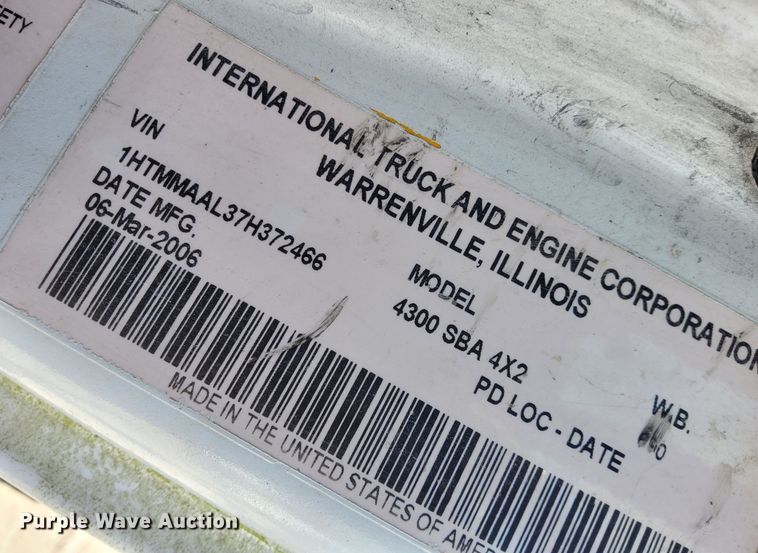 ETY
INTERNATIONAL TRUCK AND ENGINE CORPORATION
WARRENVILLE, ILLINOIS
VIN
1HTMMAAL37H372466
DATE MFG.
06-Mar-2006
MODEL
4300 SBA 4X2
PD LOC - DATE
W.B.
MADE IN THE UNITED STATES OF AME
Purple Wave Auction